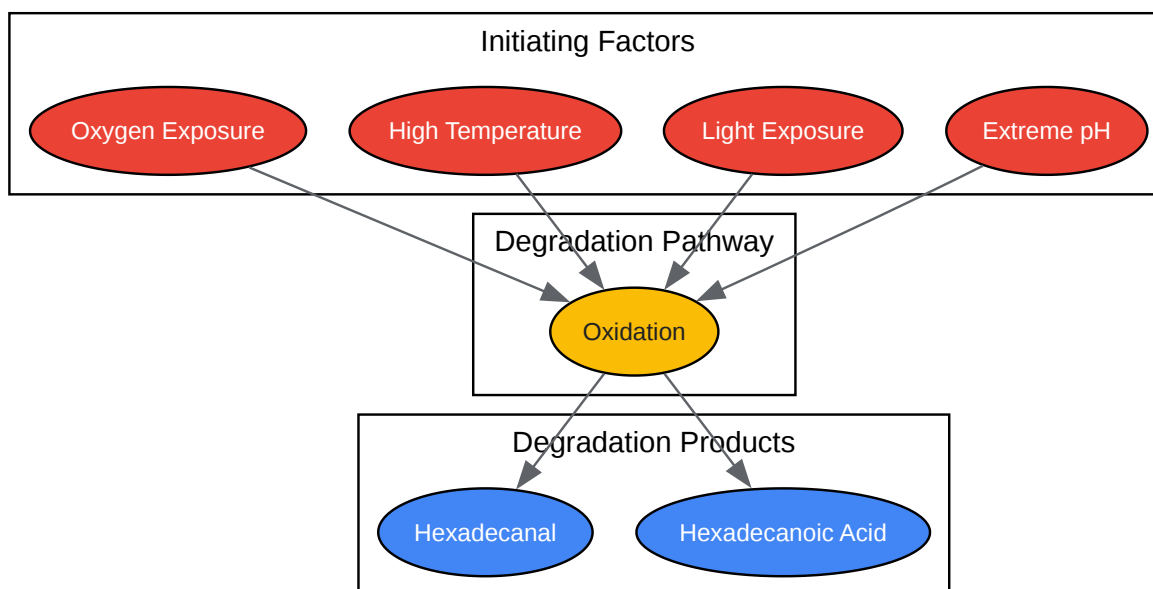 Initiating Factors
Oxygen Exposure
High Temperature
Light Exposure
Extreme pH
Degradation Pathway
Oxidation
Degradation Products
Hexadecanal
Hexadecanoic Acid